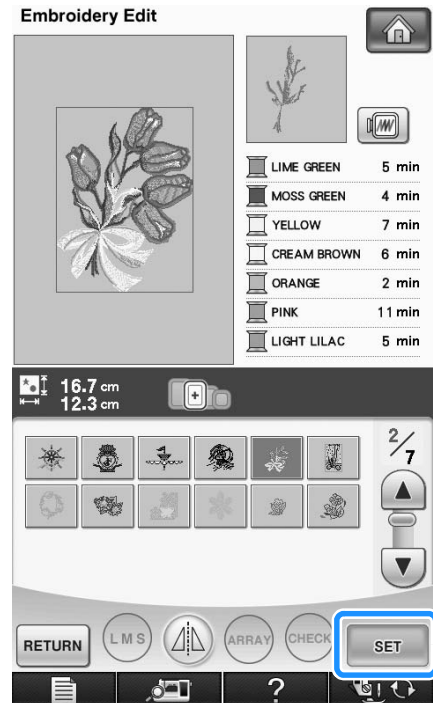 Embroidery Edit
LIME GREEN 5 min
MOSS GREEN 4 min
YELLOW 7 min
CREAM BROWN 6 min
ORANGE 2 min
PINK 11 min
LIGHT LILAC 5 min
16.7 cm
12.3 cm
2/7
RETURN
L M S
ARRAY
CHECK
SET
?